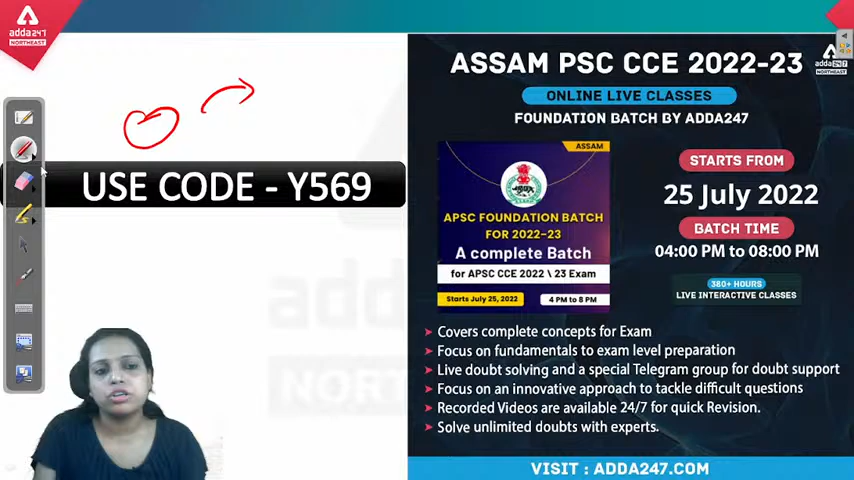 adda247
NORTHEAST
USE CODE - Y569
adda
NORT
ASSAM PSC CCE 2022-23
adda247
NORTHEAST
ONLINE LIVE CLASSES
FOUNDATION BATCH BY ADDA247
ASSAM
APSC FOUNDATION BATCH
FOR 2022-23
A complete Batch
for APSC CCE 2022 \ 23 Exam
Starts July 25, 2022
4 PM to 8 PM
STARTS FROM
25 July 2022
BATCH TIME
04:00 PM to 08:00 PM
380+ HOURS
LIVE INTERACTIVE CLASSES
Covers complete concepts for Exam
Focus on fundamentals to exam level preparation
Live doubt solving and a special Telegram group for doubt support
Focus on an innovative approach to tackle difficult questions
Recorded Videos are available 24/7 for quick Revision.
Solve unlimited doubts with experts.
VISIT : ADDA247.COM